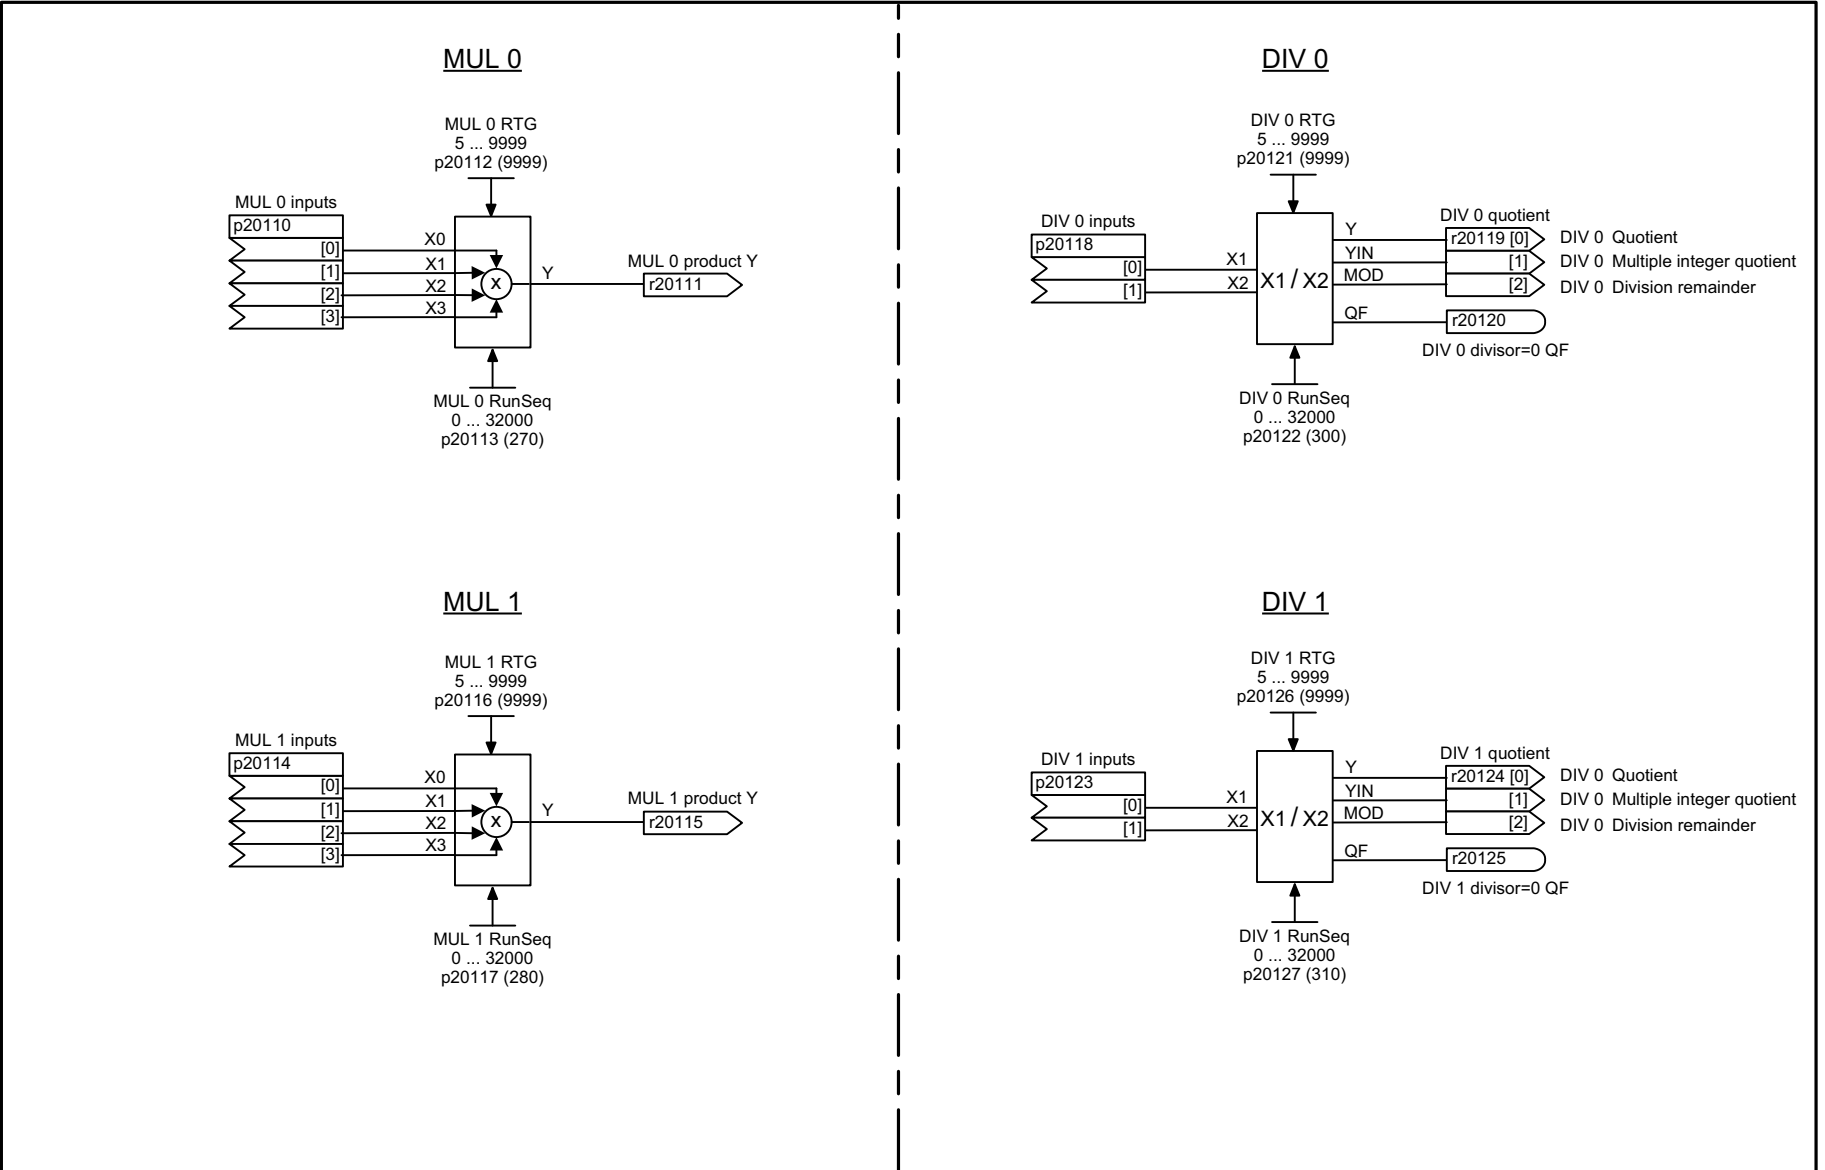 MUL 0
MUL 0 RTG
5 ... 9999
p20112 (9999)
MUL 0 inputs
p20110
[0]
[1]
[2]
[3]
X0
X1
X2
X3
X
Y
MUL 0 product Y
r20111
MUL 0 RunSeq
0 ... 32000
p20113 (270)
DIV 0
DIV 0 RTG
5 ... 9999
p20121 (9999)
DIV 0 inputs
p20118
[0]
[1]
X1
X2
X1 / X2
Y
YIN
MOD
QF
DIV 0 quotient
r20119 [0] DIV 0 Quotient
[1] DIV 0 Multiple integer quotient
[2] DIV 0 Division remainder
r20120
DIV 0 divisor=0 QF
DIV 0 RunSeq
0 ... 32000
p20122 (300)
MUL 1
MUL 1 RTG
5 ... 9999
p20116 (9999)
MUL 1 inputs
p20114
[0]
[1]
[2]
[3]
X0
X1
X2
X3
X
Y
MUL 1 product Y
r20115
MUL 1 RunSeq
0 ... 32000
p20117 (280)
DIV 1
DIV 1 RTG
5 ... 9999
p20126 (9999)
DIV 1 inputs
p20123
[0]
[1]
X1
X2
X1 / X2
Y
YIN
MOD
QF
DIV 1 quotient
r20124 [0] DIV 0 Quotient
[1] DIV 0 Multiple integer quotient
[2] DIV 0 Division remainder
r20125
DIV 1 divisor=0 QF
DIV 1 RunSeq
0 ... 32000
p20127 (310)